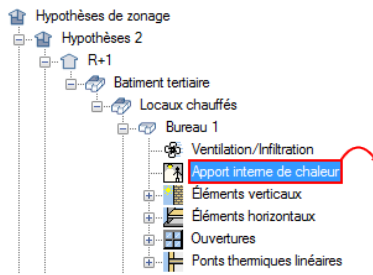 Hypothèses de zonage
Hypothèses 2
R+1
Batiment tertiaire
Locaux chauffés
Bureau 1
Ventilation/Infiltration
Apport interne de chaleur
Éléments verticaux
Éléments horizontaux
Ouvertures
Ponts thermiques linéaires